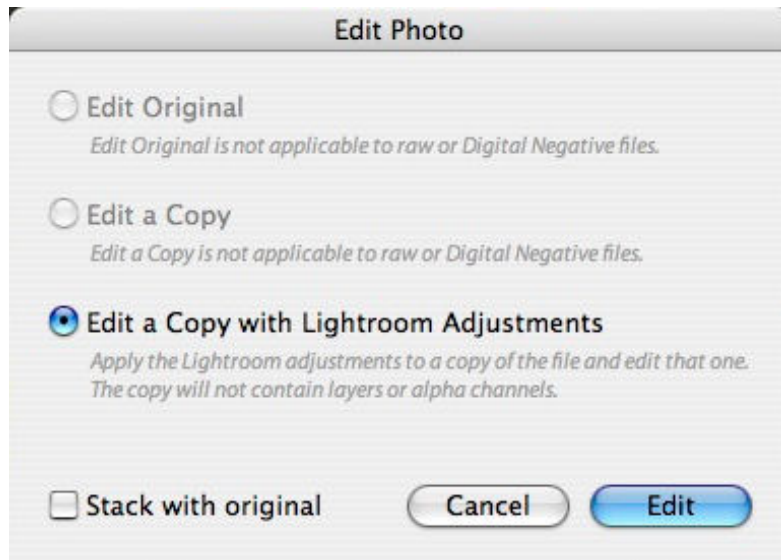 Edit Photo
Edit Original
Edit Original is not applicable to raw or Digital Negative files.
Edit a Copy
Edit a Copy is not applicable to raw or Digital Negative files.
Edit a Copy with Lightroom Adjustments
Apply the Lightroom adjustments to a copy of the file and edit that one.
The copy will not contain layers or alpha channels.
Stack with original
Cancel
Edit